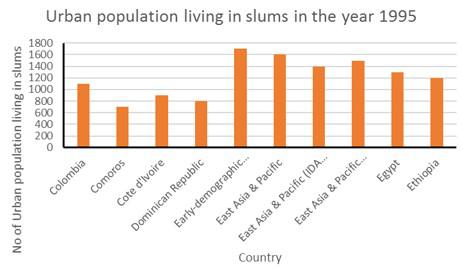 Urban population living in slums in the year 1995
No of Urban population living in slums
1800
1600
1400
1200
1000
800
600
400
200
0
Colombia
Comoros
Cote d'Ivoire
Dominican Republic
Early-demographic...
East Asia & Pacific
East Asia & Pacific (IDA...
East Asia & Pacific...
Egypt
Ethiopia
Country